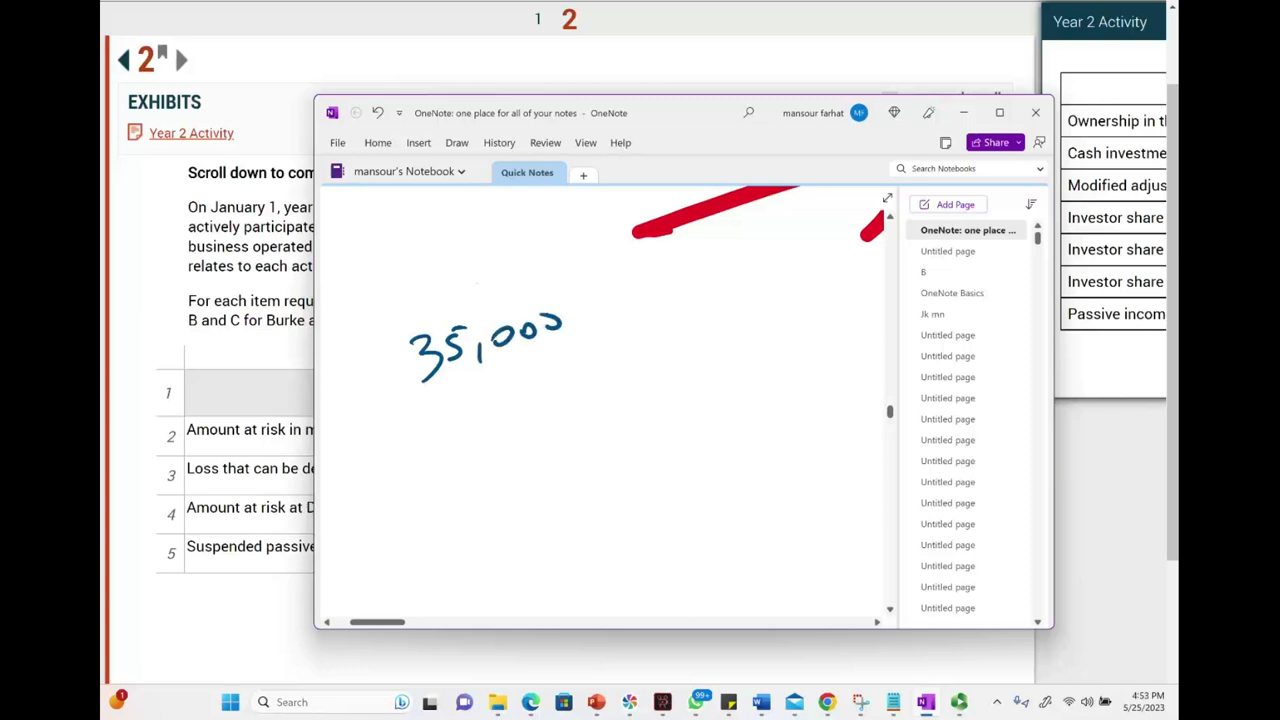 1 2
Year 2 Activity
2
EXHIBITS
Year 2 Activity
OneNote: one place for all of your notes - OneNote
mansour farhat
MF
File Home Insert Draw History Review View Help
Share
mansour's Notebook
Quick Notes
+
Search Notebooks
Add Page
OneNote: one place ...
Untitled page
B
OneNote Basics
Jk mn
Untitled page
Untitled page
Untitled page
Untitled page
Untitled page
Untitled page
Untitled page
Untitled page
Untitled page
Untitled page
Untitled page
Untitled page
Untitled page
Untitled page
35,000
Scroll down to com
On January 1, year
actively participate
business operated
relates to each act
For each item requ
B and C for Burke a
1
2 Amount at risk in m
3 Loss that can be de
4 Amount at risk at D
5 Suspended passive
Ownership in th
Cash investme
Modified adjus
Investor share
Investor share
Investor share
Passive incom
1
Search
99+
4:53 PM
5/25/2023